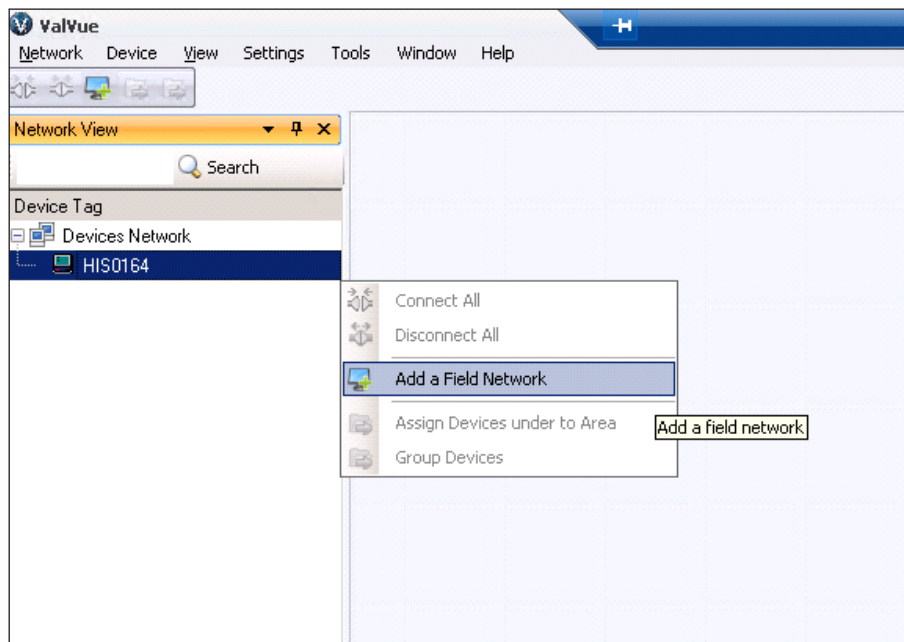 ValVue
Network Device View Settings Tools Window Help
Network View
Search
Device Tag
Devices Network
HIS0164
Connect All
Disconnect All
Add a Field Network
Assign Devices under to Area
Add a field network
Group Devices